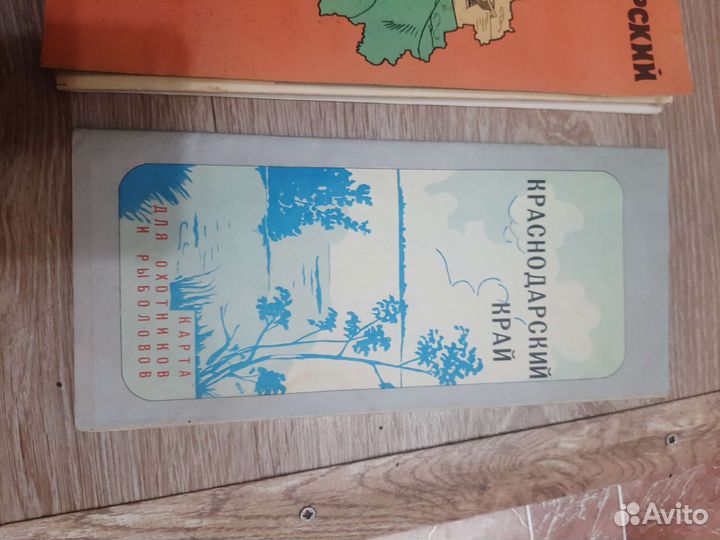 РСКИЙ
КРАСНОДАРСКИЙ
КРАЙ
КАРТА
ДЛЯ ОХОТНИКОВ
И РЫБОЛОВОВ
Avito